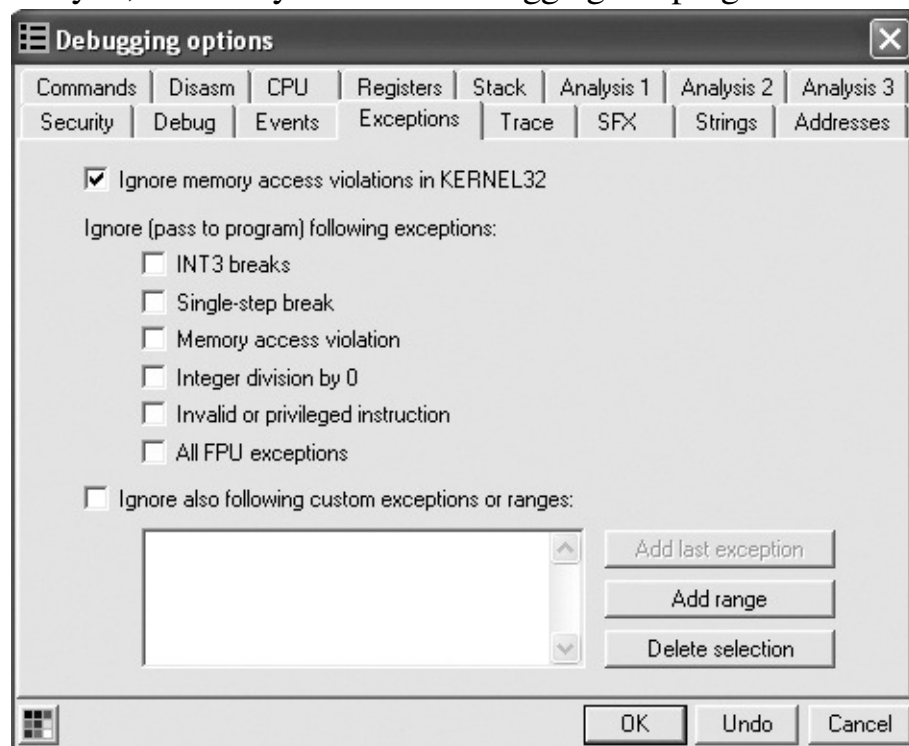 Debugging options
Commands Disasm CPU Registers Stack Analysis 1 Analysis 2 Analysis 3
Security Debug Events Exceptions Trace SFX Strings Addresses
Ignore memory access violations in KERNEL32
Ignore (pass to program) following exceptions:
INT3 breaks
Single-step break
Memory access violation
Integer division by 0
Invalid or privileged instruction
All FPU exceptions
Ignore also following custom exceptions or ranges:
Add last exception
Add range
Delete selection
OK Undo Cancel